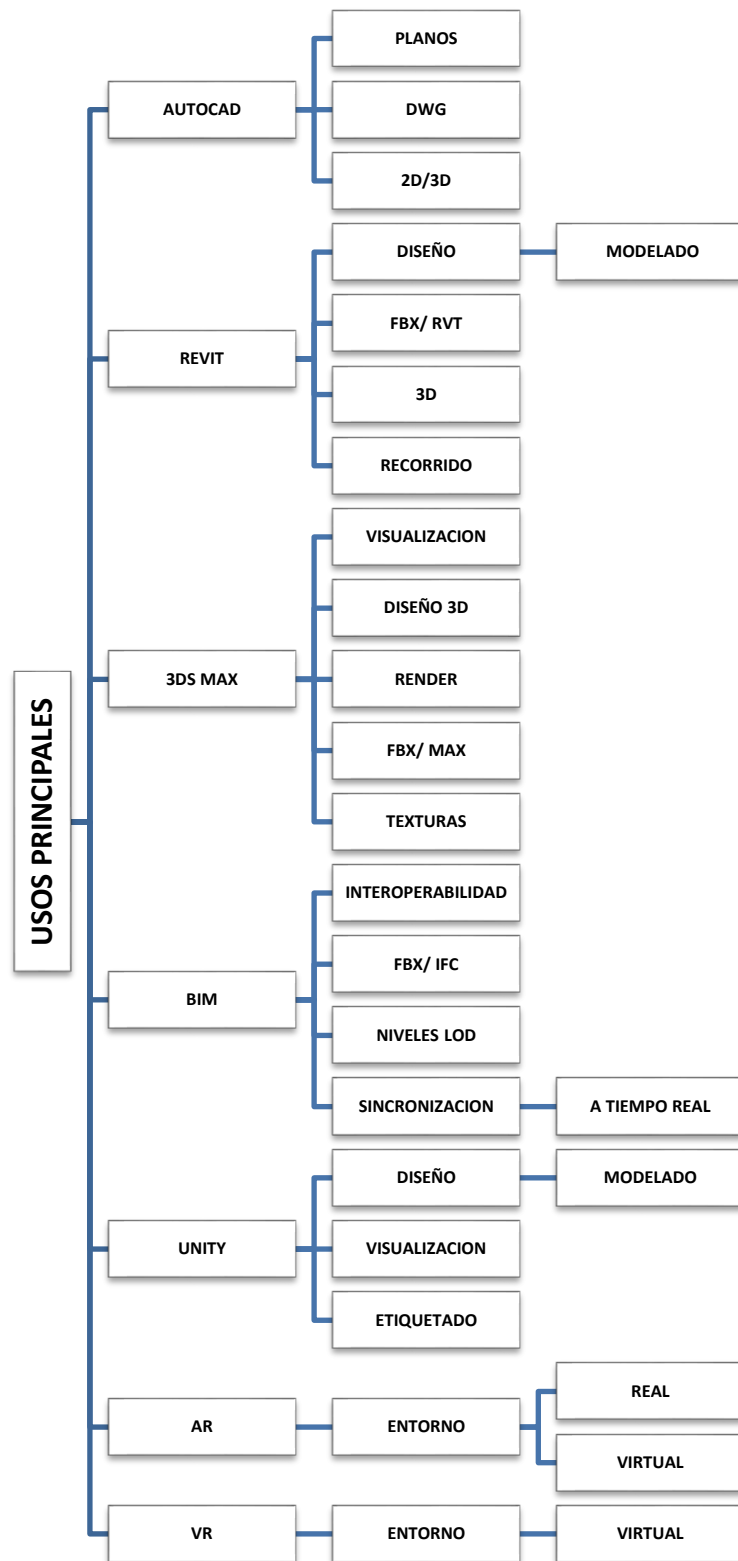 USOS PRINCIPALES
AUTOCAD
PLANOS
DWG
2D/3D
REVIT
DISEÑO
MODELADO
FBX/ RVT
3D
RECORRIDO
3DS MAX
VISUALIZACION
DISEÑO 3D
RENDER
FBX/ MAX
TEXTURAS
BIM
INTEROPERABILIDAD
FBX/ IFC
NIVELES LOD
SINCRONIZACION
A TIEMPO REAL
UNITY
DISEÑO
MODELADO
VISUALIZACION
ETIQUETADO
AR
ENTORNO
REAL
VIRTUAL
VR
ENTORNO
VIRTUAL